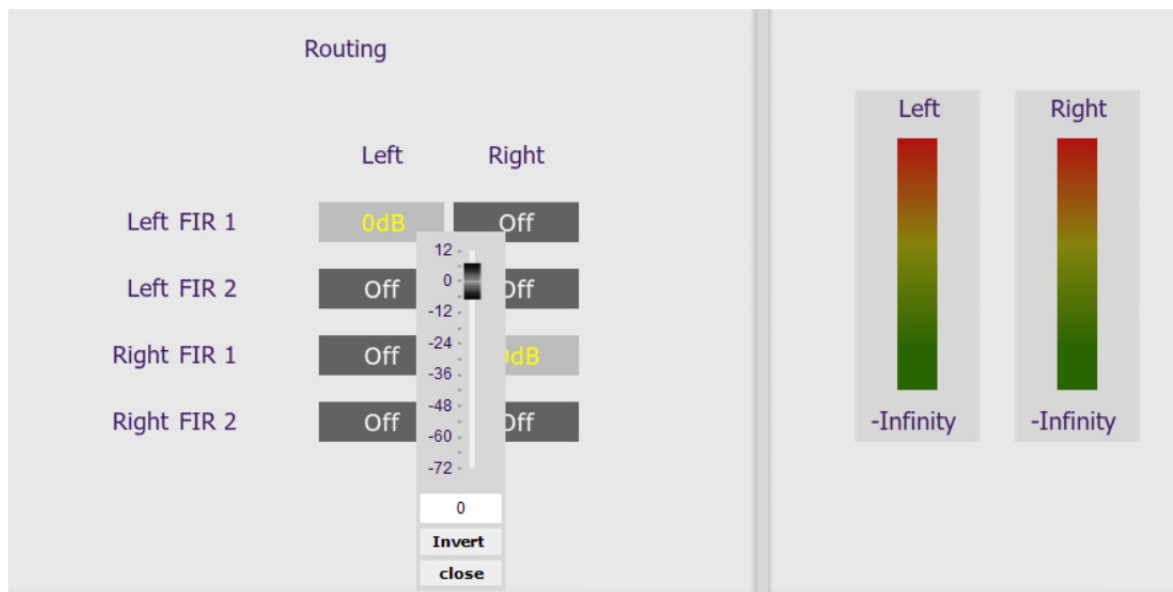 Routing
Left Right
Left FIR 1 0dB Off
Left FIR 2 Off Off
Right FIR 1 Off 0dB
Right FIR 2 Off Off
12
0
-12
-24
-36
-48
-60
-72
0
Invert
close
Left Right
-Infinity -Infinity